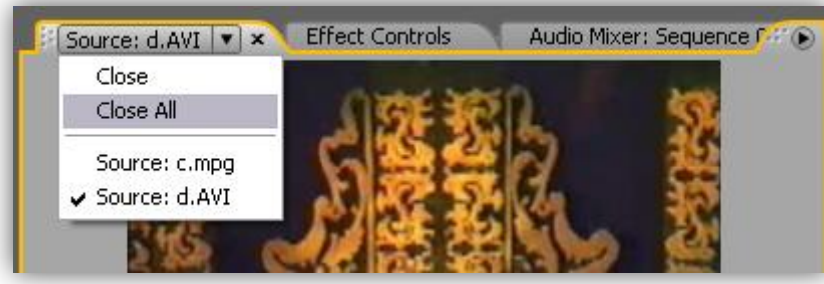 Source: d.AVI
Effect Controls
Audio Mixer: Sequence
Close
Close All
Source: c.mpg
Source: d.AVI